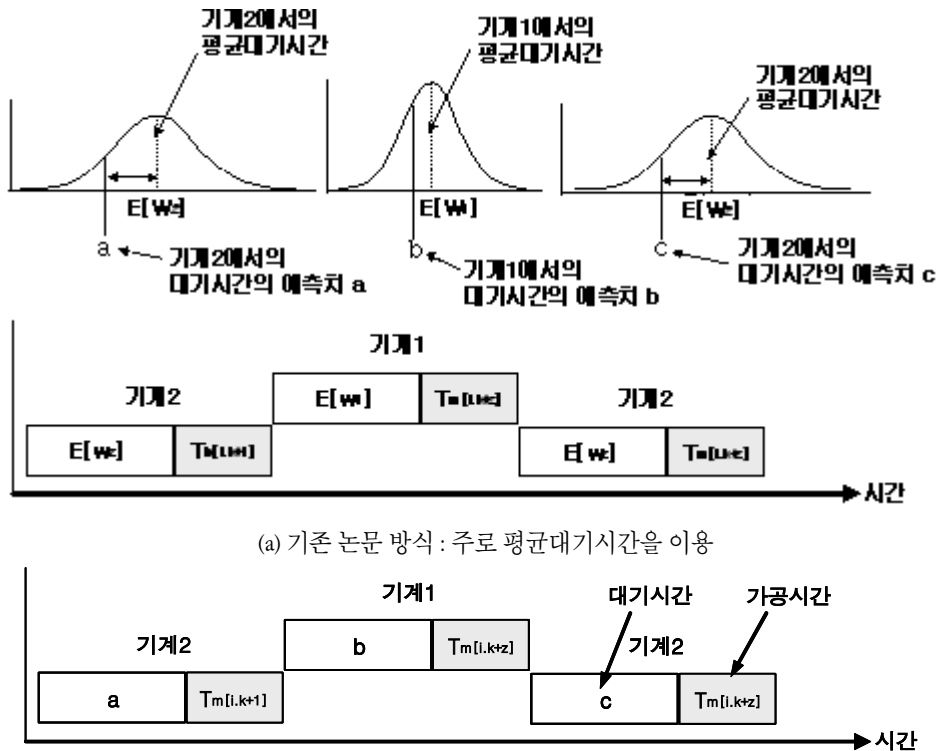 기계2에서의
평균대기시간
기계1에서의
평균대기시간
기계2에서의
평균대기시간
E[W2]
E[W1]
E[W2]
a
기계2에서의
대기시간의 예측치 a
b
기계1에서의
대기시간의 예측치 b
c
기계2에서의
대기시간의 예측치 c
기계2
기계1
기계2
E[W2]
E[W1]
E[W2]
시간
(a) 기존 논문 방식 : 주로 평균대기시간을 이용
기계2
기계1
기계2
대기시간
가공시간
a
Tm[i.k+1]
b
Tm[i.k+z]
c
Tm[i.k+z]
시간